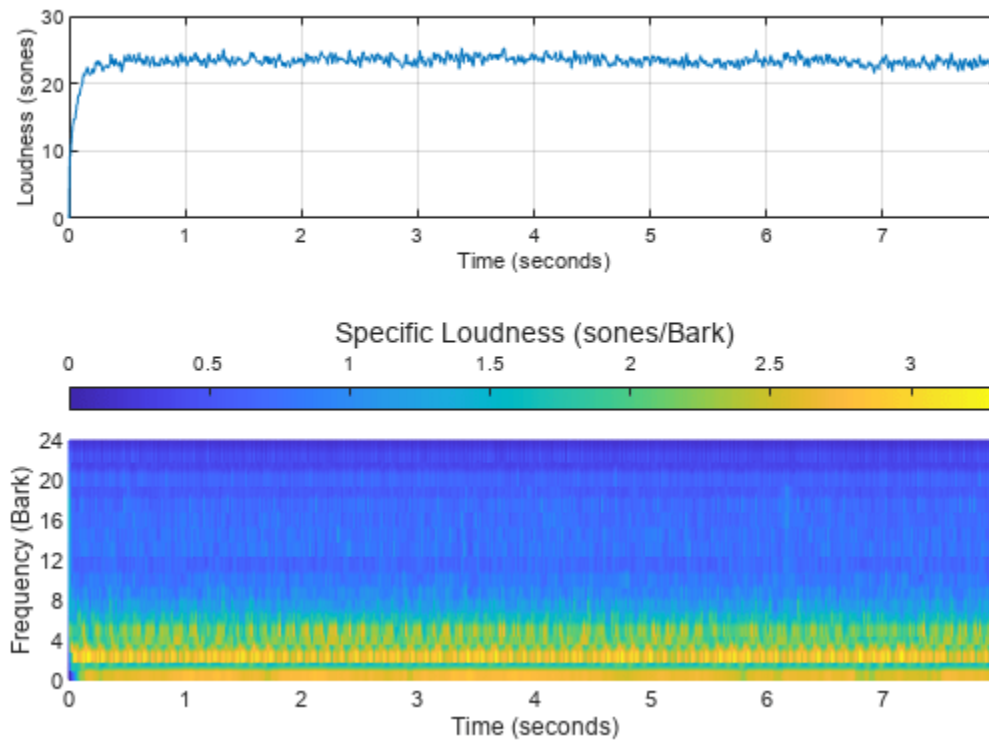 30
20
10
0
Loudness (sones)
0 1 2 3 4 5 6 7
Time (seconds)
Specific Loudness (sones/Bark)
0 0.5 1 1.5 2 2.5 3
24
20
16
12
8
4
0
Frequency (Bark)
0 1 2 3 4 5 6 7
Time (seconds)